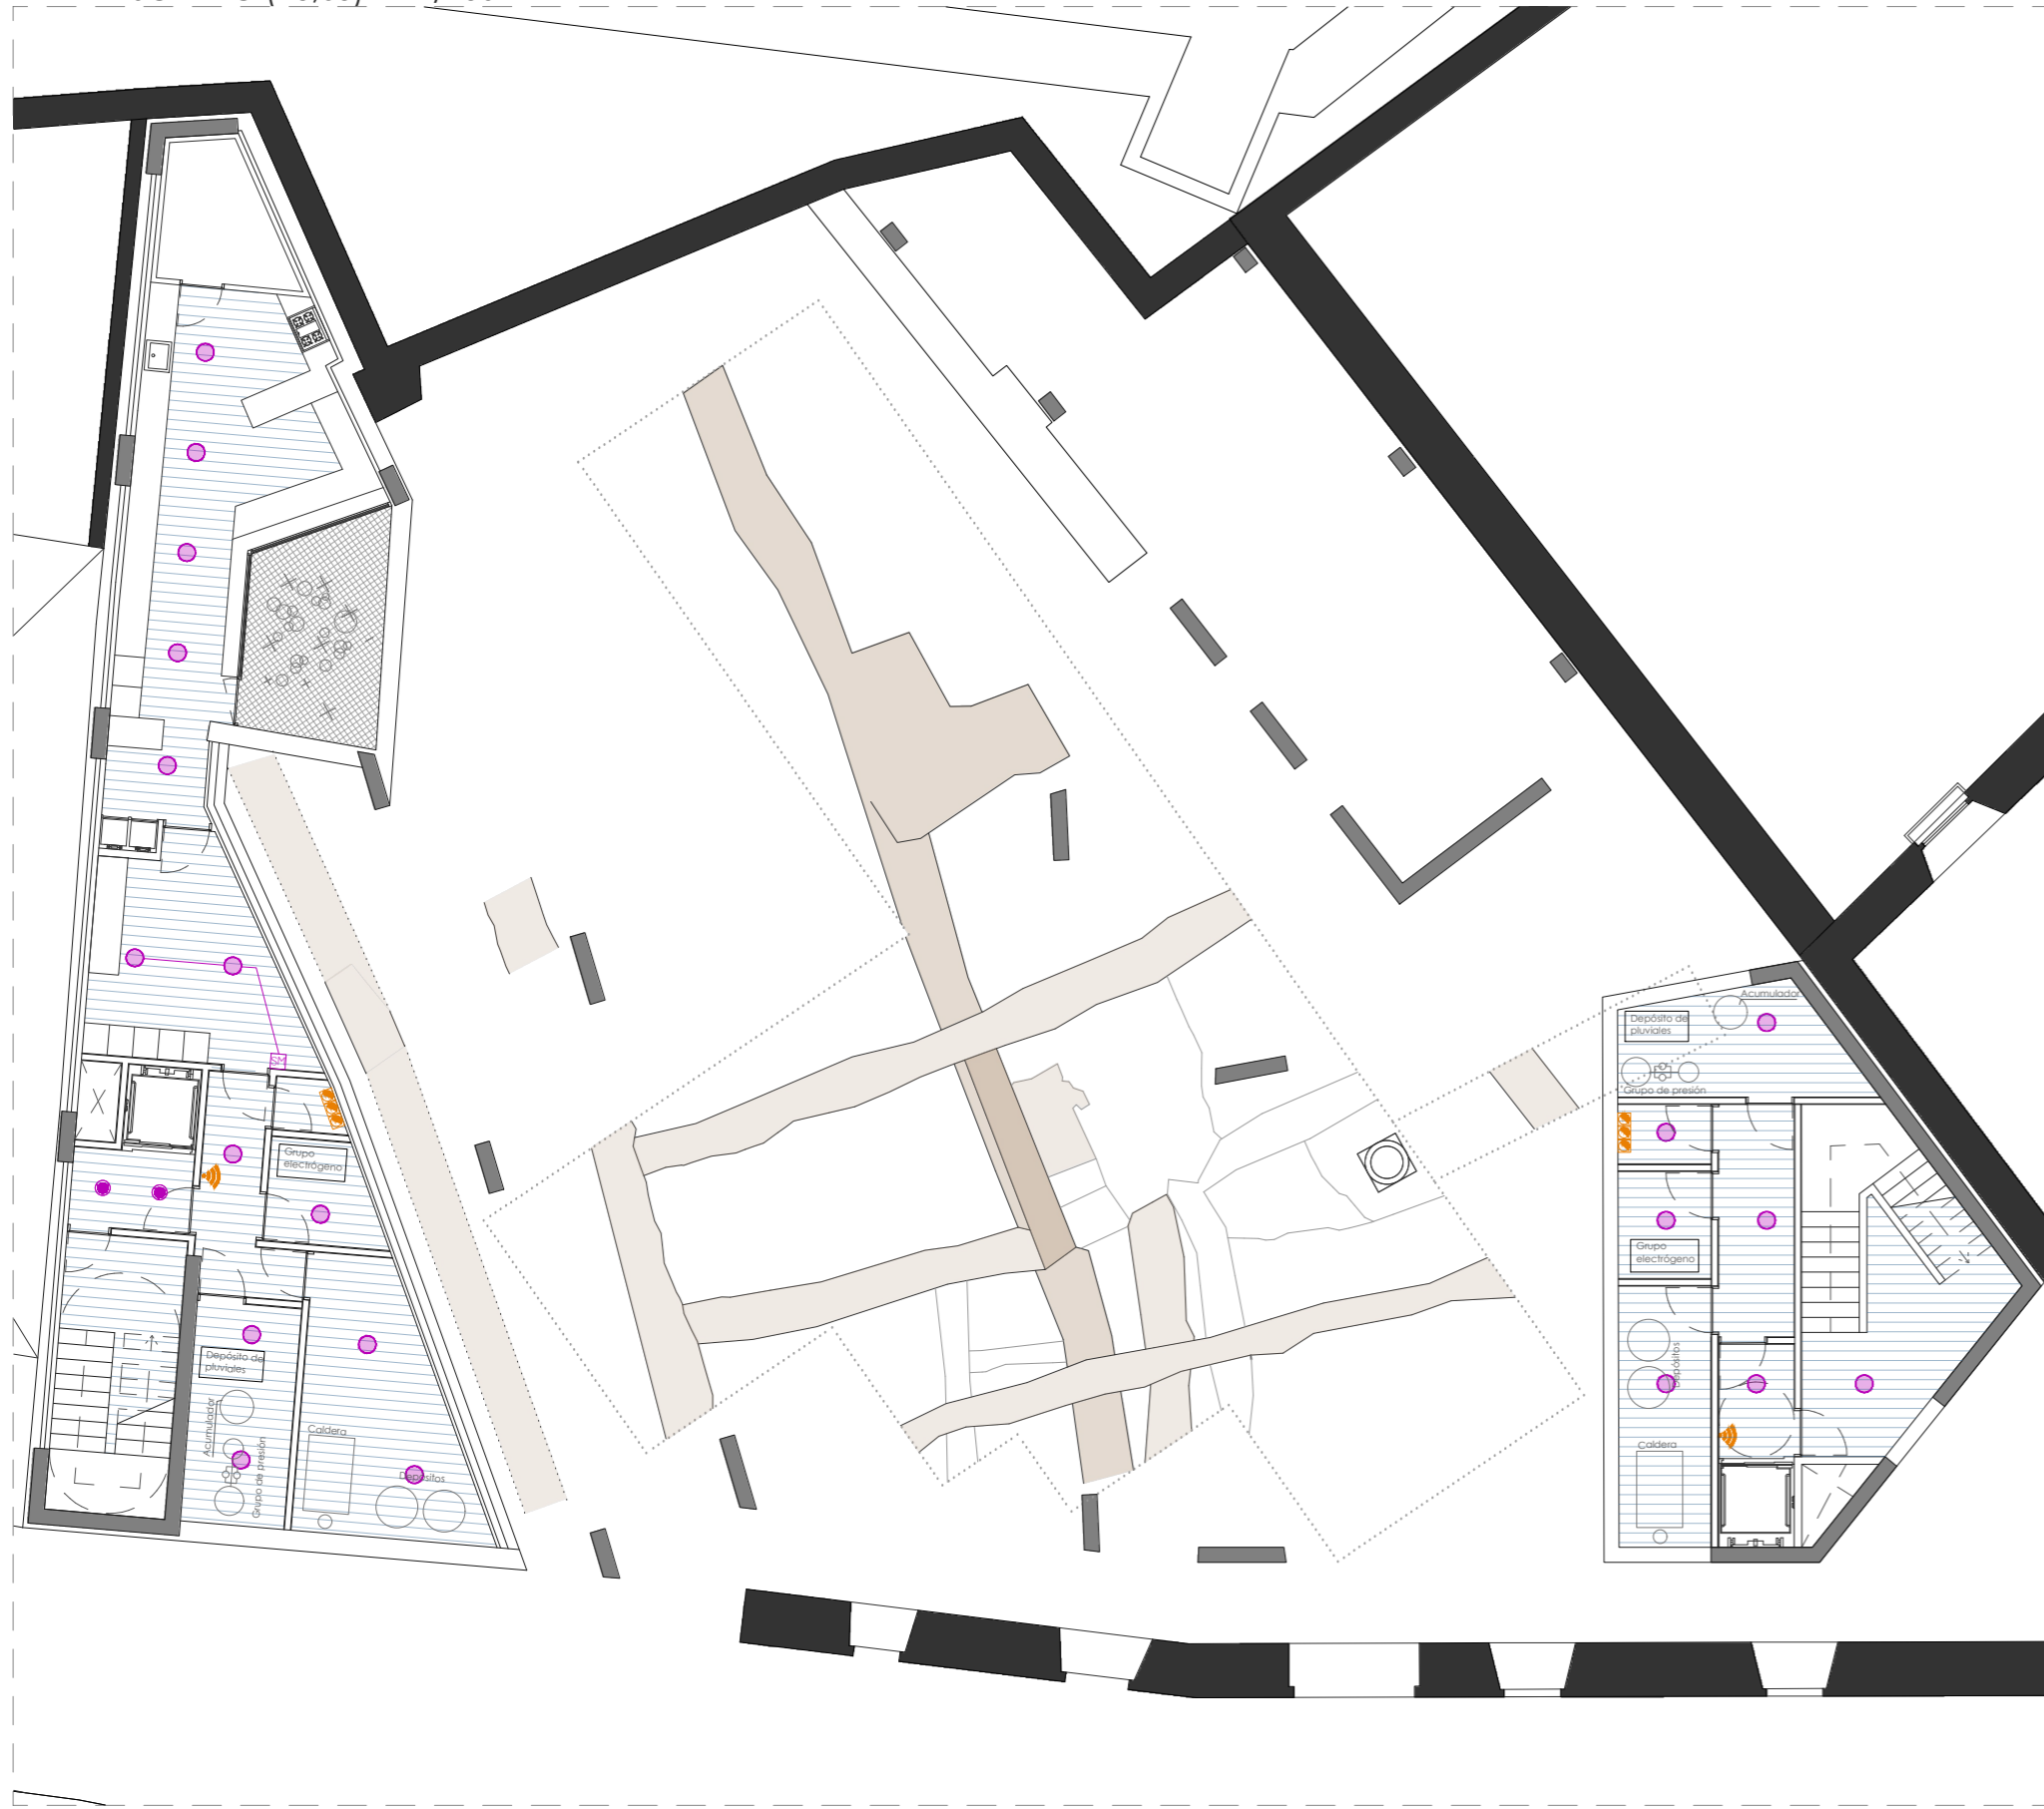 SM
Grupo
electrógeno
Depósito de
pluviales
Acumulador
Grupo de presión
Caldera
Depósitos
Acumulador
Depósito de
pluviales
Grupo de presión
Grupo
electrógeno
Depósitos
Caldera